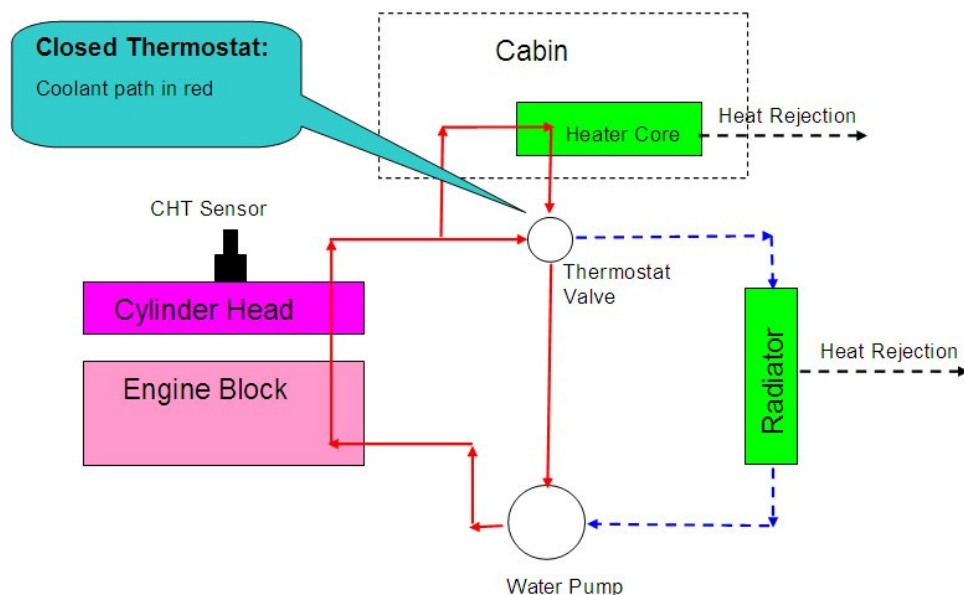 Closed Thermostat:
Coolant path in red
Cabin
Heater Core
Heat Rejection
CHT Sensor
Thermostat
Valve
Cylinder Head
Engine Block
Radiator
Heat Rejection
Water Pump